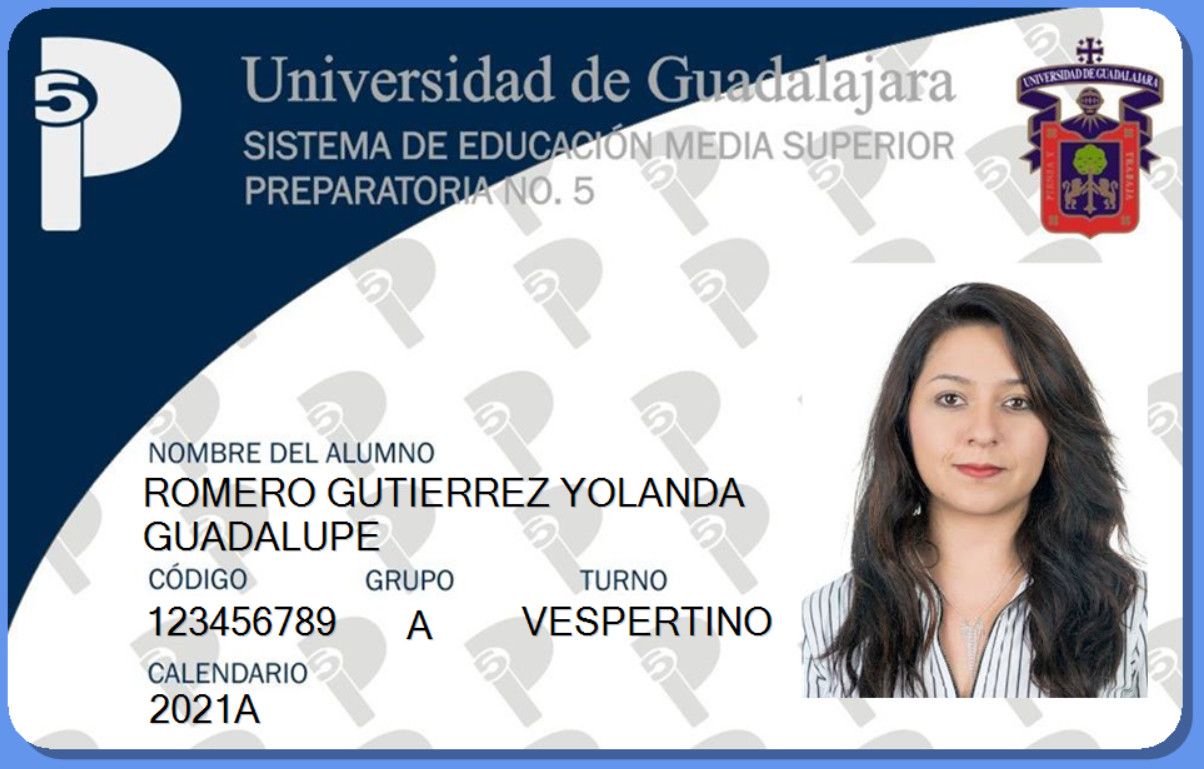 5
Universidad de Guadalajara
SISTEMA DE EDUCACIÓN MEDIA SUPERIOR
PREPARATORIA NO. 5
UNIVERSIDAD DE GUADALAJARA
PIENSA Y
TRABAJA
NOMBRE DEL ALUMNO
ROMERO GUTIERREZ YOLANDA
GUADALUPE
CÓDIGO GRUPO TURNO
123456789 A VESPERTINO
CALENDARIO
2021A